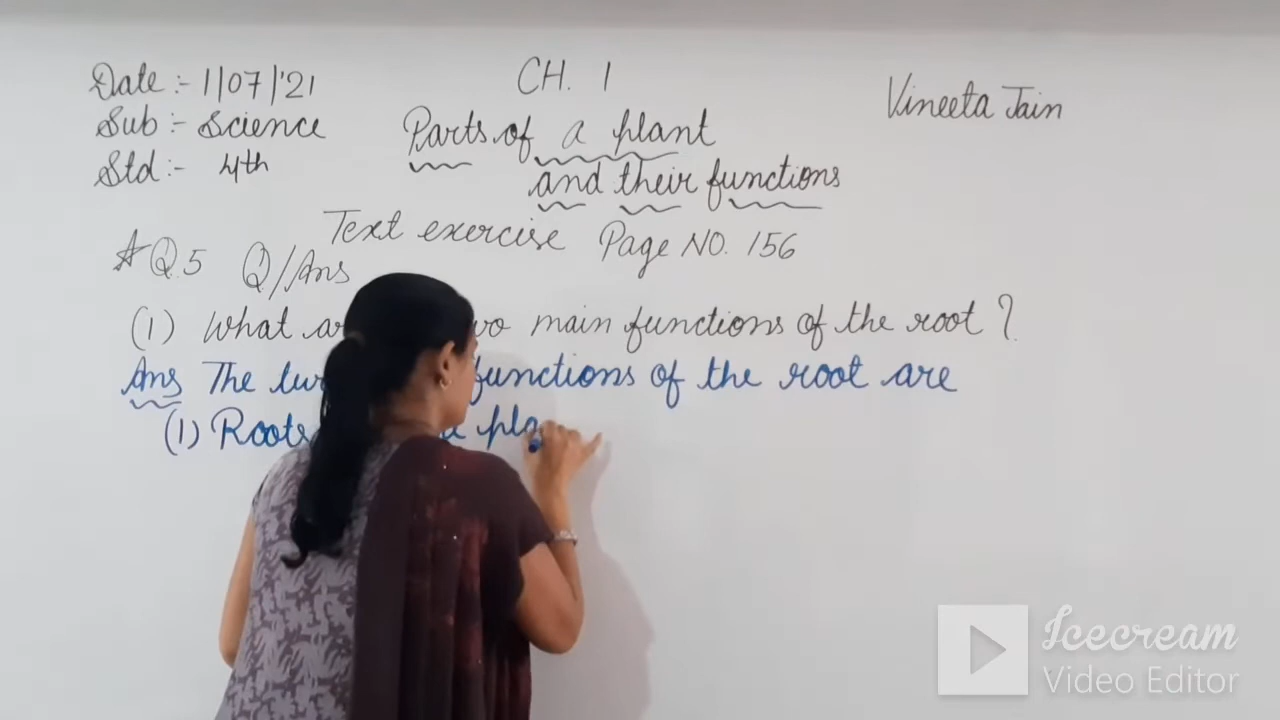 Date :- 1/07/'21
CH. 1
Vineeta Jain
Sub :- Science
Parts of a plant
Std :- 4th
and their functions
Text exercise Page NO. 156
Q.5 Q/Ans
(1) What main functions of the root ?
Ans The functions of the root are
(1) Roots
Icecream
Video Editor